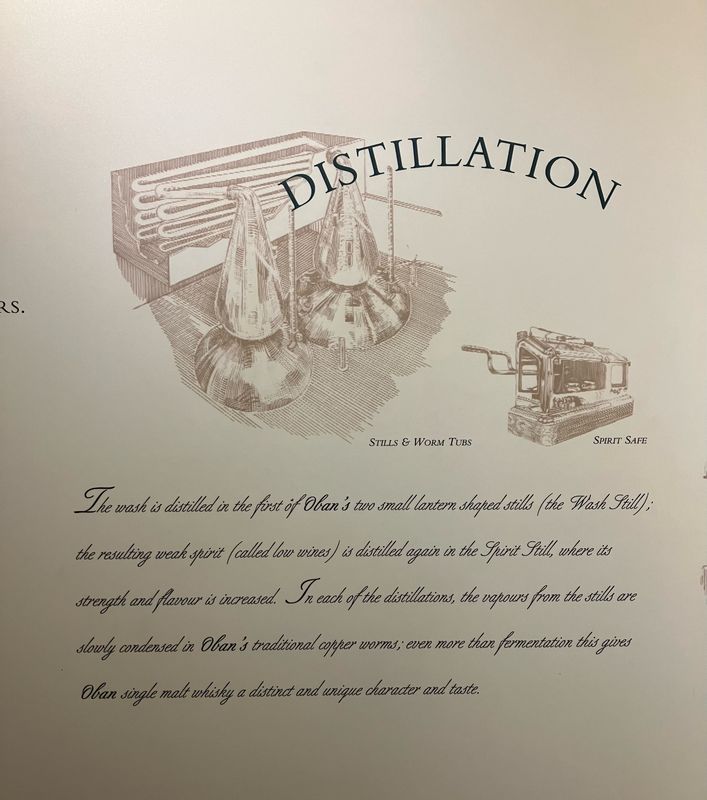 DISTILLATION
RS.
STILLS & WORM TUBS
SPIRIT SAFE
The wash is distilled in the first of Oban's two small lantern shaped stills (the Wash Still);
the resulting weak spirit (called low wines) is distilled again in the Spirit Still, where its
strength and flavour is increased. In each of the distillations, the vapours from the stills are
slowly condensed in Oban's traditional copper worms; even more than fermentation this gives
Oban single malt whisky a distinct and unique character and taste.